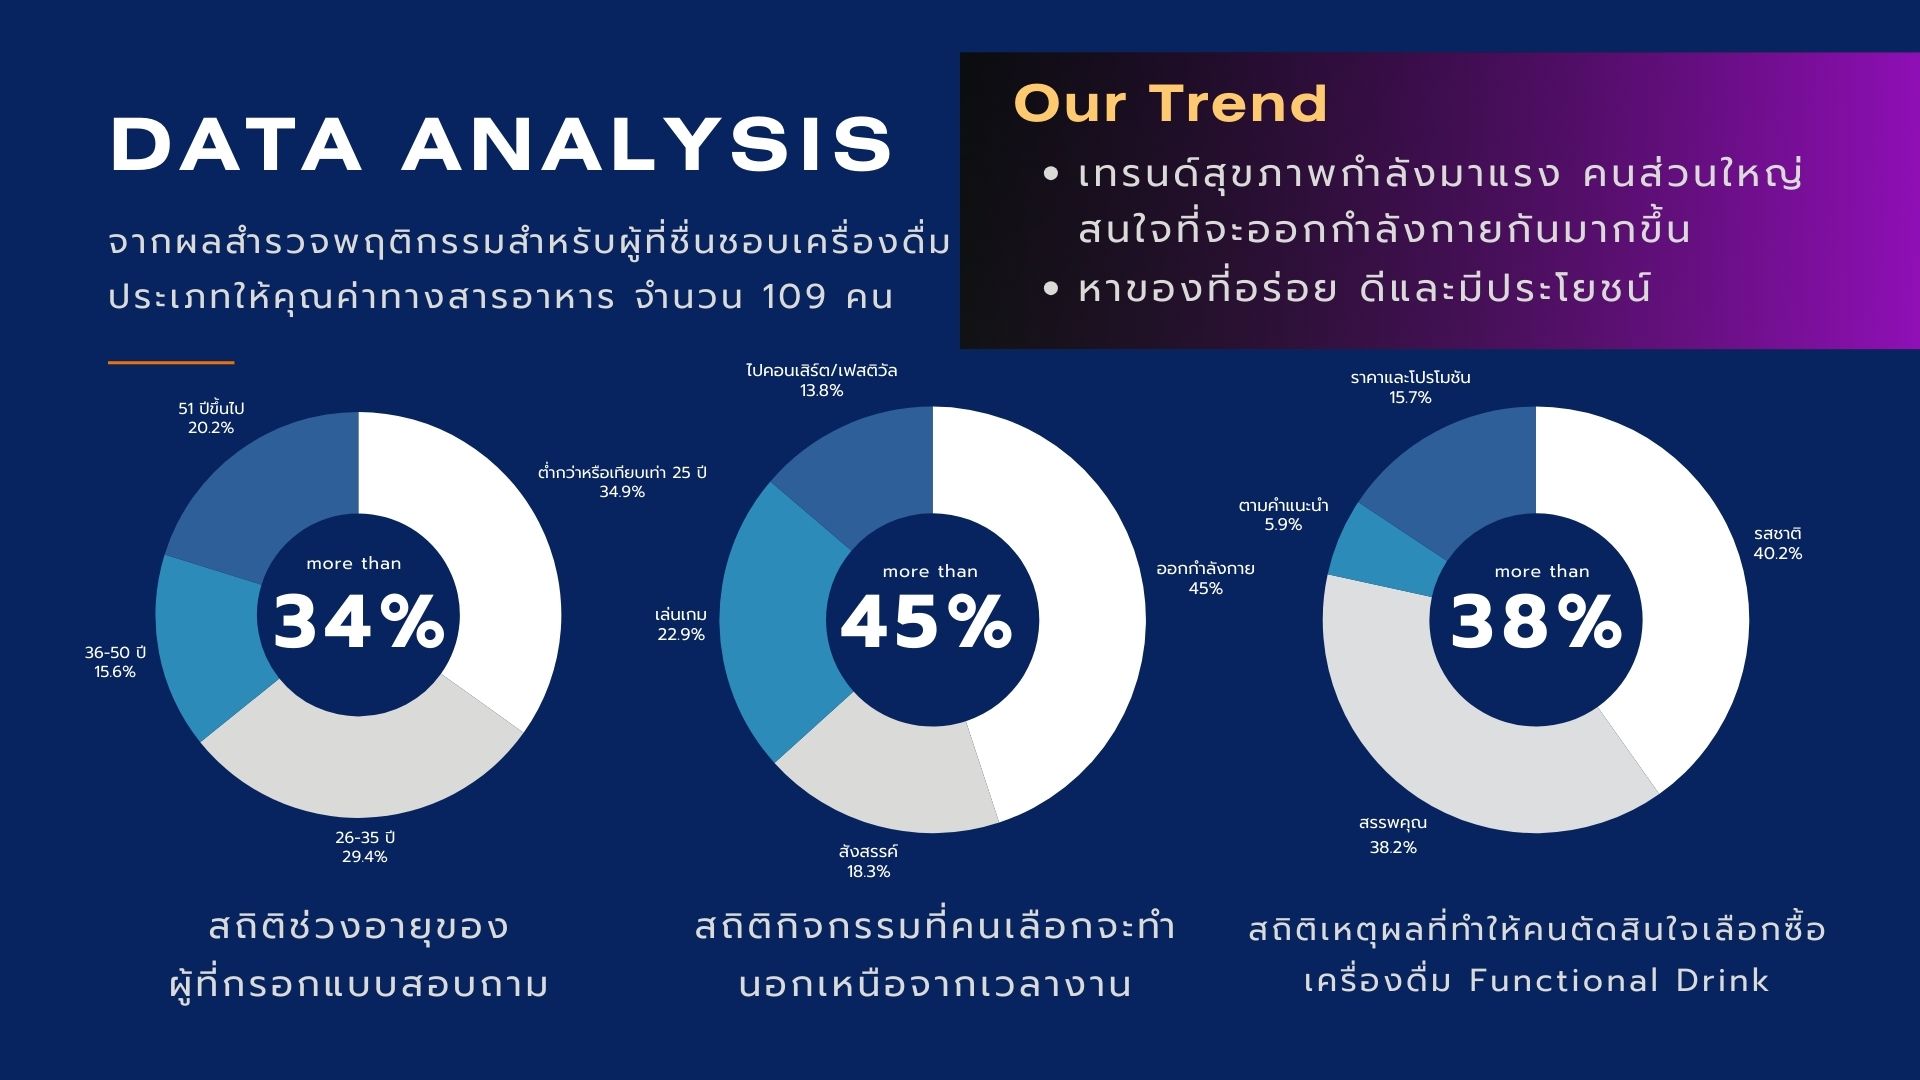 DATA ANALYSIS
จากผลสำรวจพฤติกรรมสำหรับผู้ที่ชื่นชอบเครื่องดื่ม
ประเภทให้คุณค่าทางสารอาหาร จำนวน 109 คน
Our Trend
• เทรนด์สุขภาพกำลังมาแรง คนส่วนใหญ่
สนใจที่จะออกกำลังกายกันมากขึ้น
• หาของที่อร่อย ดีและมีประโยชน์
51 ปีขึ้นไป
20.2%
ต่ำกว่าหรือเทียบเท่า 25 ปี
34.9%
more than
34%
36-50 ปี
15.6%
26-35 ปี
29.4%
สถิติช่วงอายุของ
ผู้ที่กรอกแบบสอบถาม
ไปคอนเสิร์ต/เฟสติวัล
13.8%
more than
45%
ออกกำลังกาย
45%
เล่นเกม
22.9%
สังสรรค์
18.3%
สถิติกิจกรรมที่คนเลือกจะทำ
นอกเหนือจากเวลางาน
ราคาและโปรโมชัน
15.7%
ตามคำแนะนำ
5.9%
รสชาติ
40.2%
more than
38%
สรรพคุณ
38.2%
สถิติเหตุผลที่ทำให้คนตัดสินใจเลือกซื้อ
เครื่องดื่ม Functional Drink